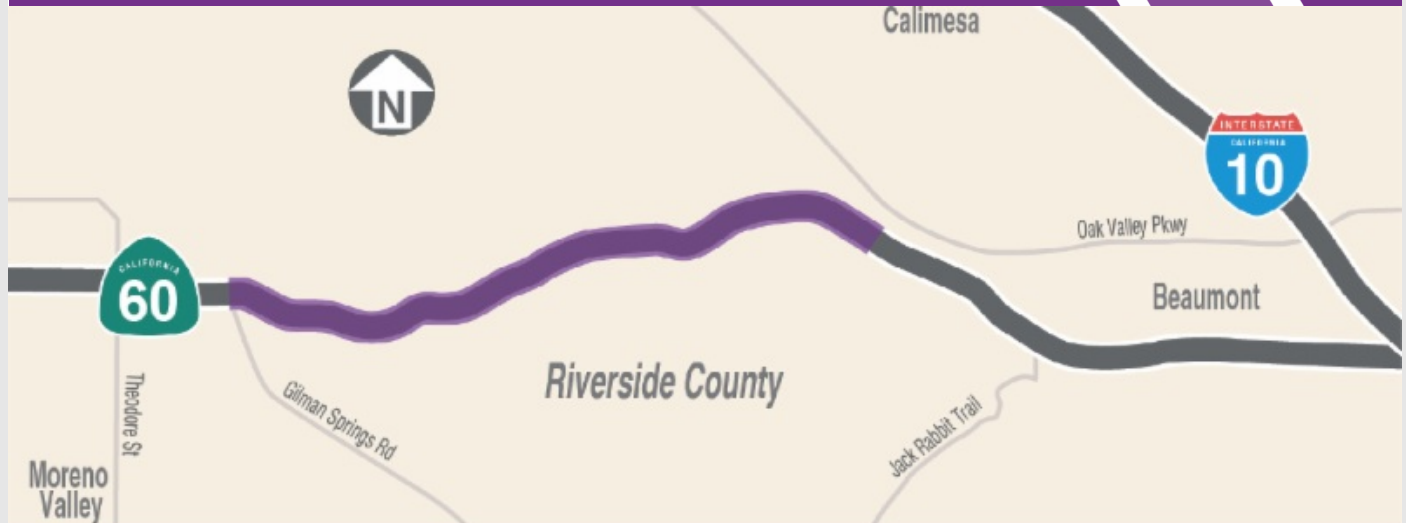 Calimesa
N
INTERSTATE
CALIFORNIA
10
Oak Valley Pkwy
CALIFORNIA
60
Beaumont
Riverside County
Theodore St
Gilman Springs Rd
Jack Rabbit Trail
Moreno
Valley